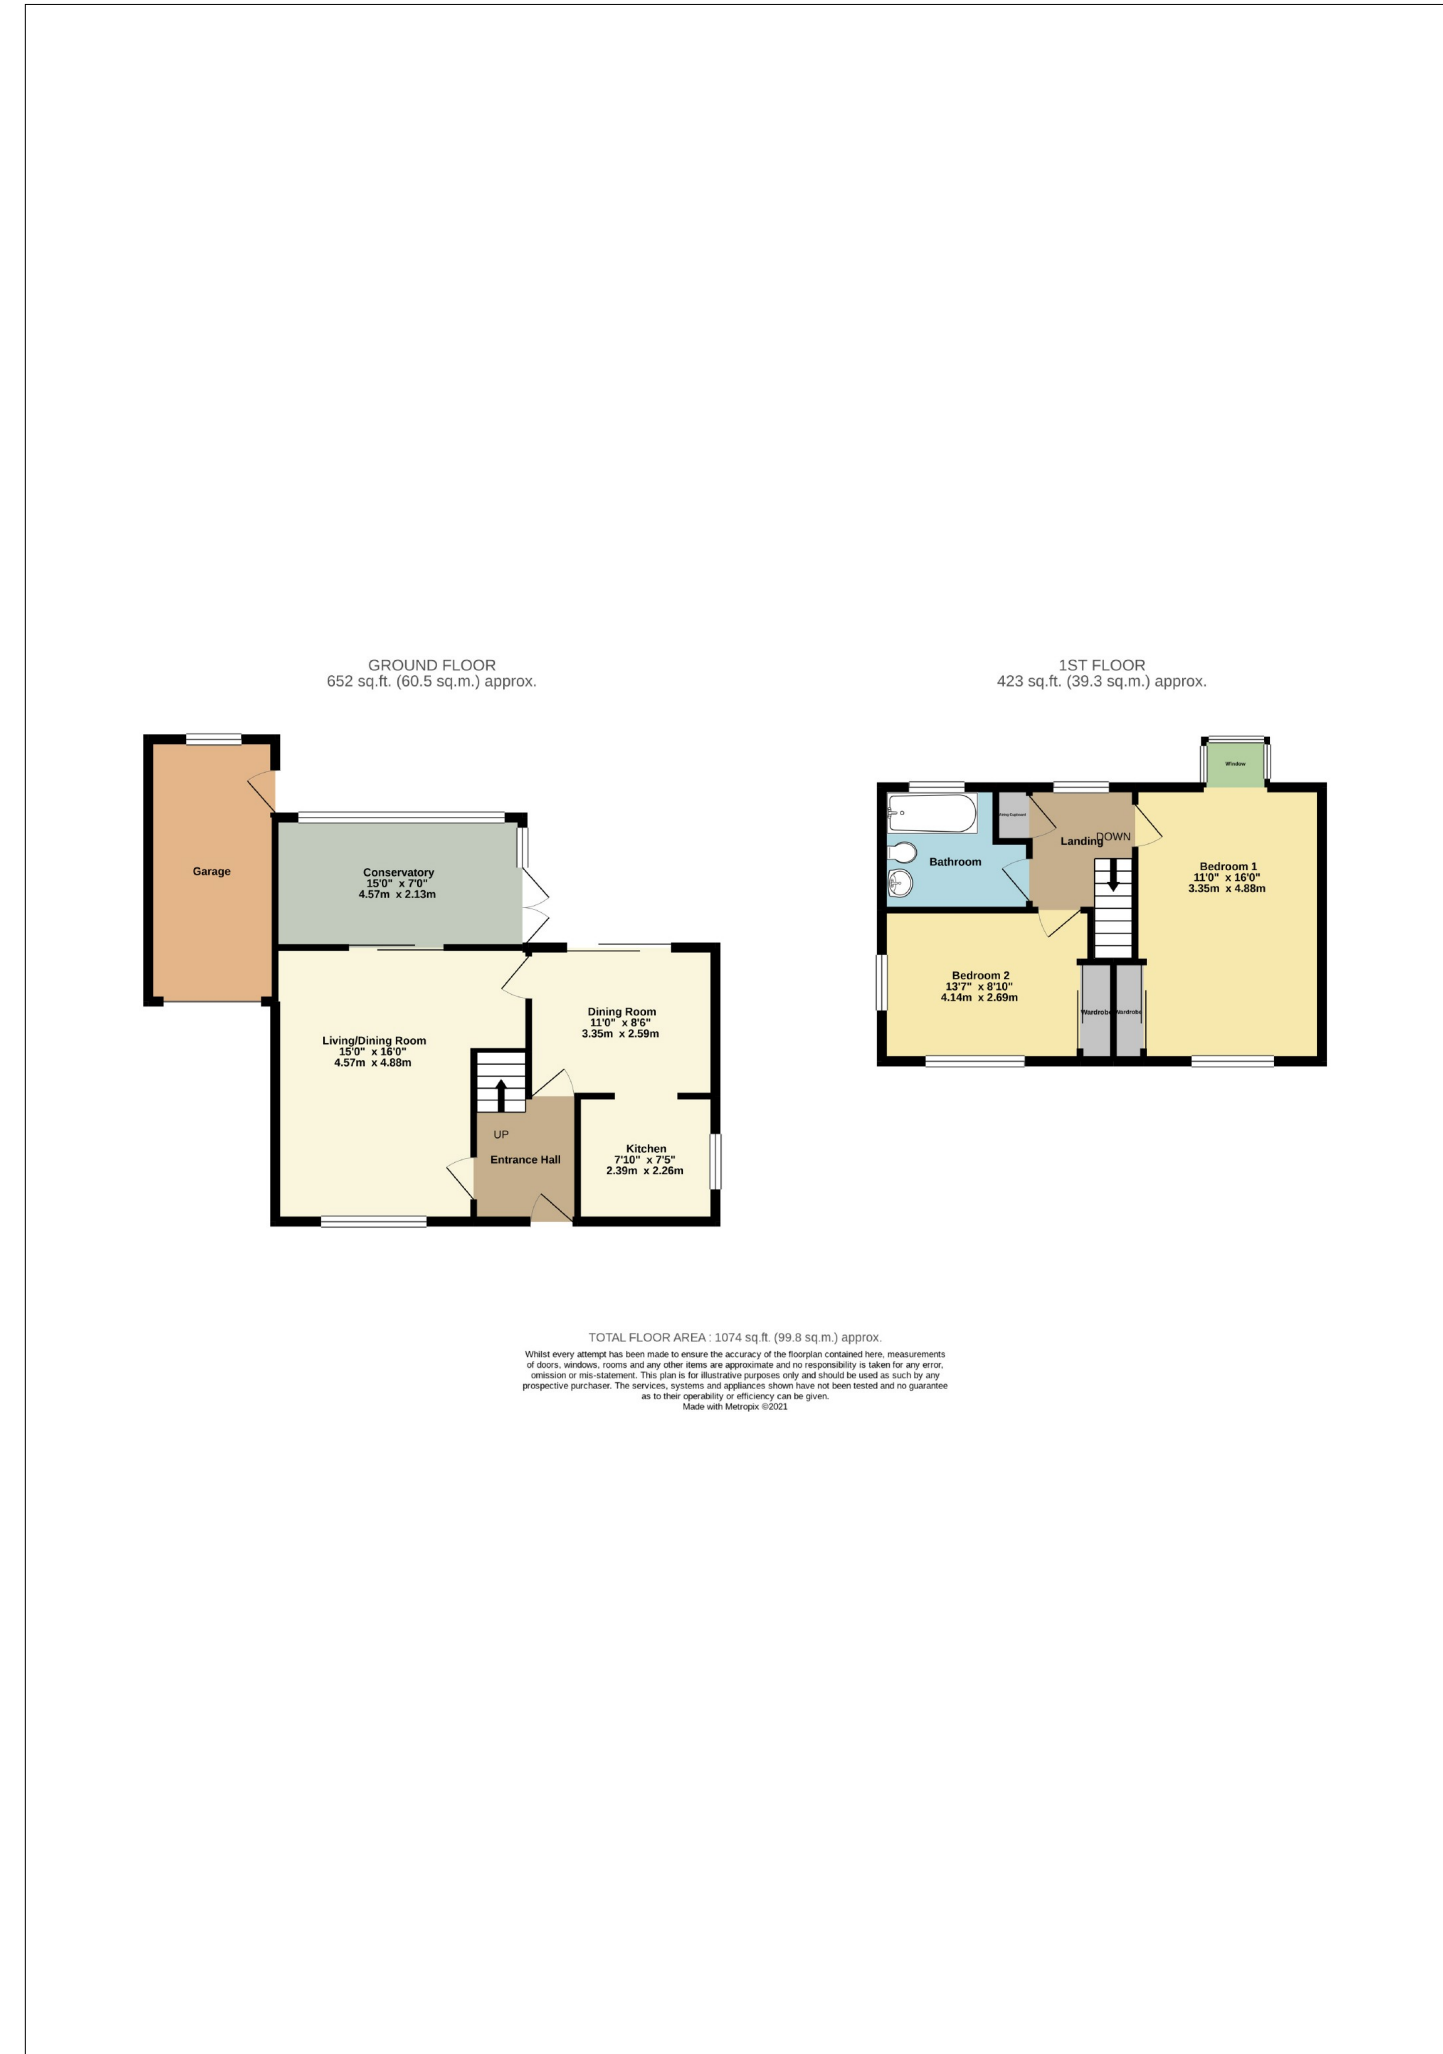 GROUND FLOOR
652 sq.ft. (60.5 sq.m.) approx.
Garage
Conservatory
15'0" x 7'0"
4.57m x 2.13m
Living/Dining Room
15'0" x 16'0"
4.57m x 4.88m
Dining Room
11'0" x 8'6"
3.35m x 2.59m
UP
Entrance Hall
Kitchen
7'10" x 7'5"
2.39m x 2.26m
1ST FLOOR
423 sq.ft. (39.3 sq.m.) approx.
Window
Bathroom
Landing
DOWN
Bedroom 1
11'0" x 16'0"
3.35m x 4.88m
Bedroom 2
13'7" x 8'10"
4.14m x 2.69m
Wardrobe
Wardrobe
TOTAL FLOOR AREA : 1074 sq.ft. (99.8 sq.m.) approx.
Whilst every attempt has been made to ensure the accuracy of the floorplan contained here, measurements
of doors, windows, rooms and any other items are approximate and no responsibility is taken for any error,
omission or mis-statement. This plan is for illustrative purposes only and should be used as such by any
prospective purchaser. The services, systems and appliances shown have not been tested and no guarantee
as to their operability or efficiency can be given.
Made with Metropix ©2021